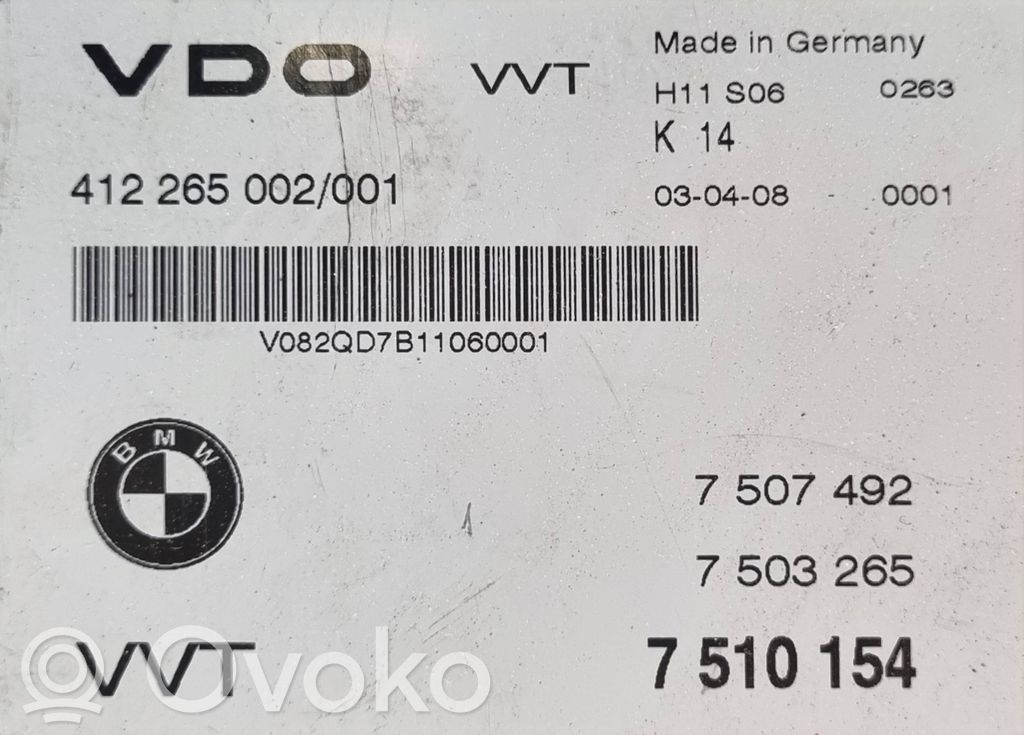 VDO VVT Made in Germany
H11 S06 0263
K 14
412 265 002/001 03-04-08 0001
V082QD7B11060001
BMW
7 507 492
7 503 265
VVT 7 510 154
Ovoko